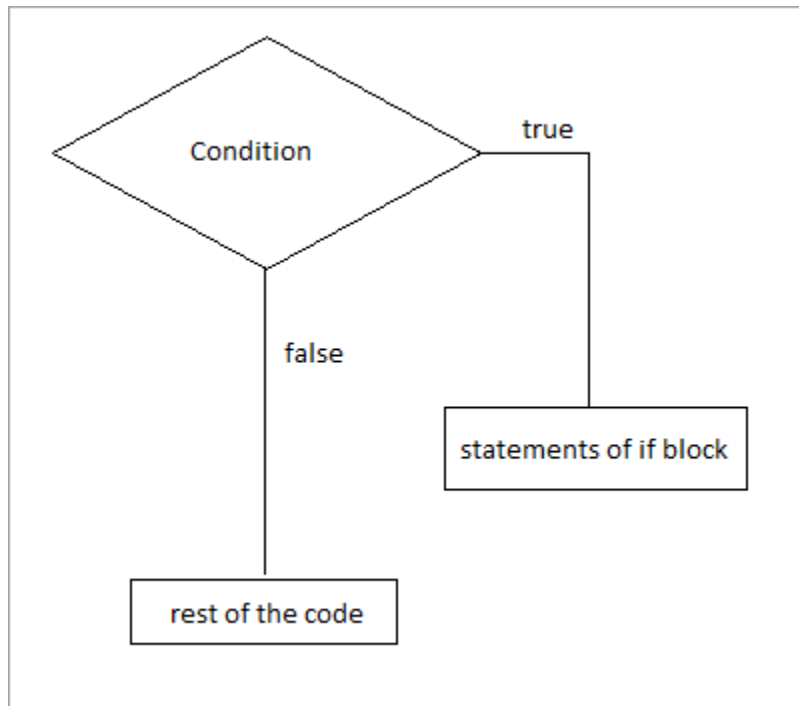 Condition
true
false
statements of if block
rest of the code